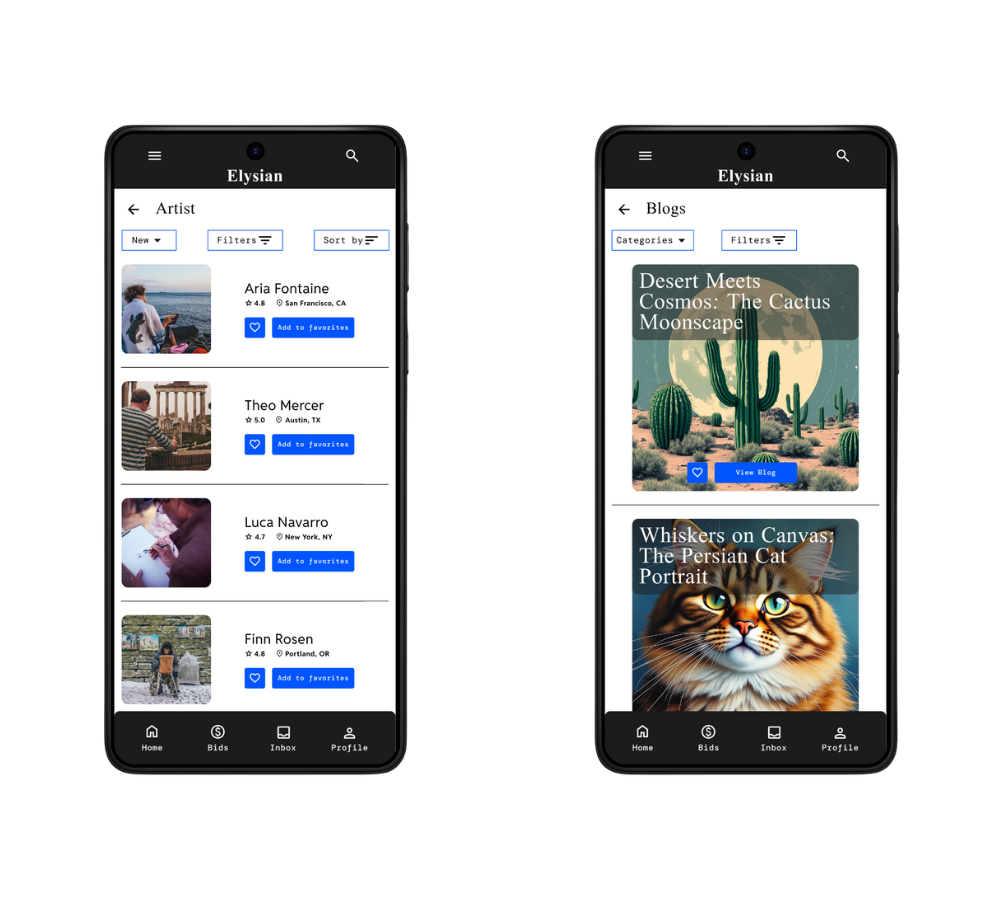 Elysian
Artist
New
Filters
Sort by
Aria Fontaine
4.8
San Francisco, CA
Add to favorites
Theo Mercer
5.0
Austin, TX
Add to favorites
Luca Navarro
4.7
New York, NY
Add to favorites
Finn Rosen
4.8
Portland, OR
Add to favorites
Home
Bids
Inbox
Profile
Elysian
Blogs
Categories
Filters
Desert Meets
Cosmos: The Cactus
Moonscape
View Blog
Whiskers on Canvas:
The Persian Cat
Portrait
Home
Bids
Inbox
Profile